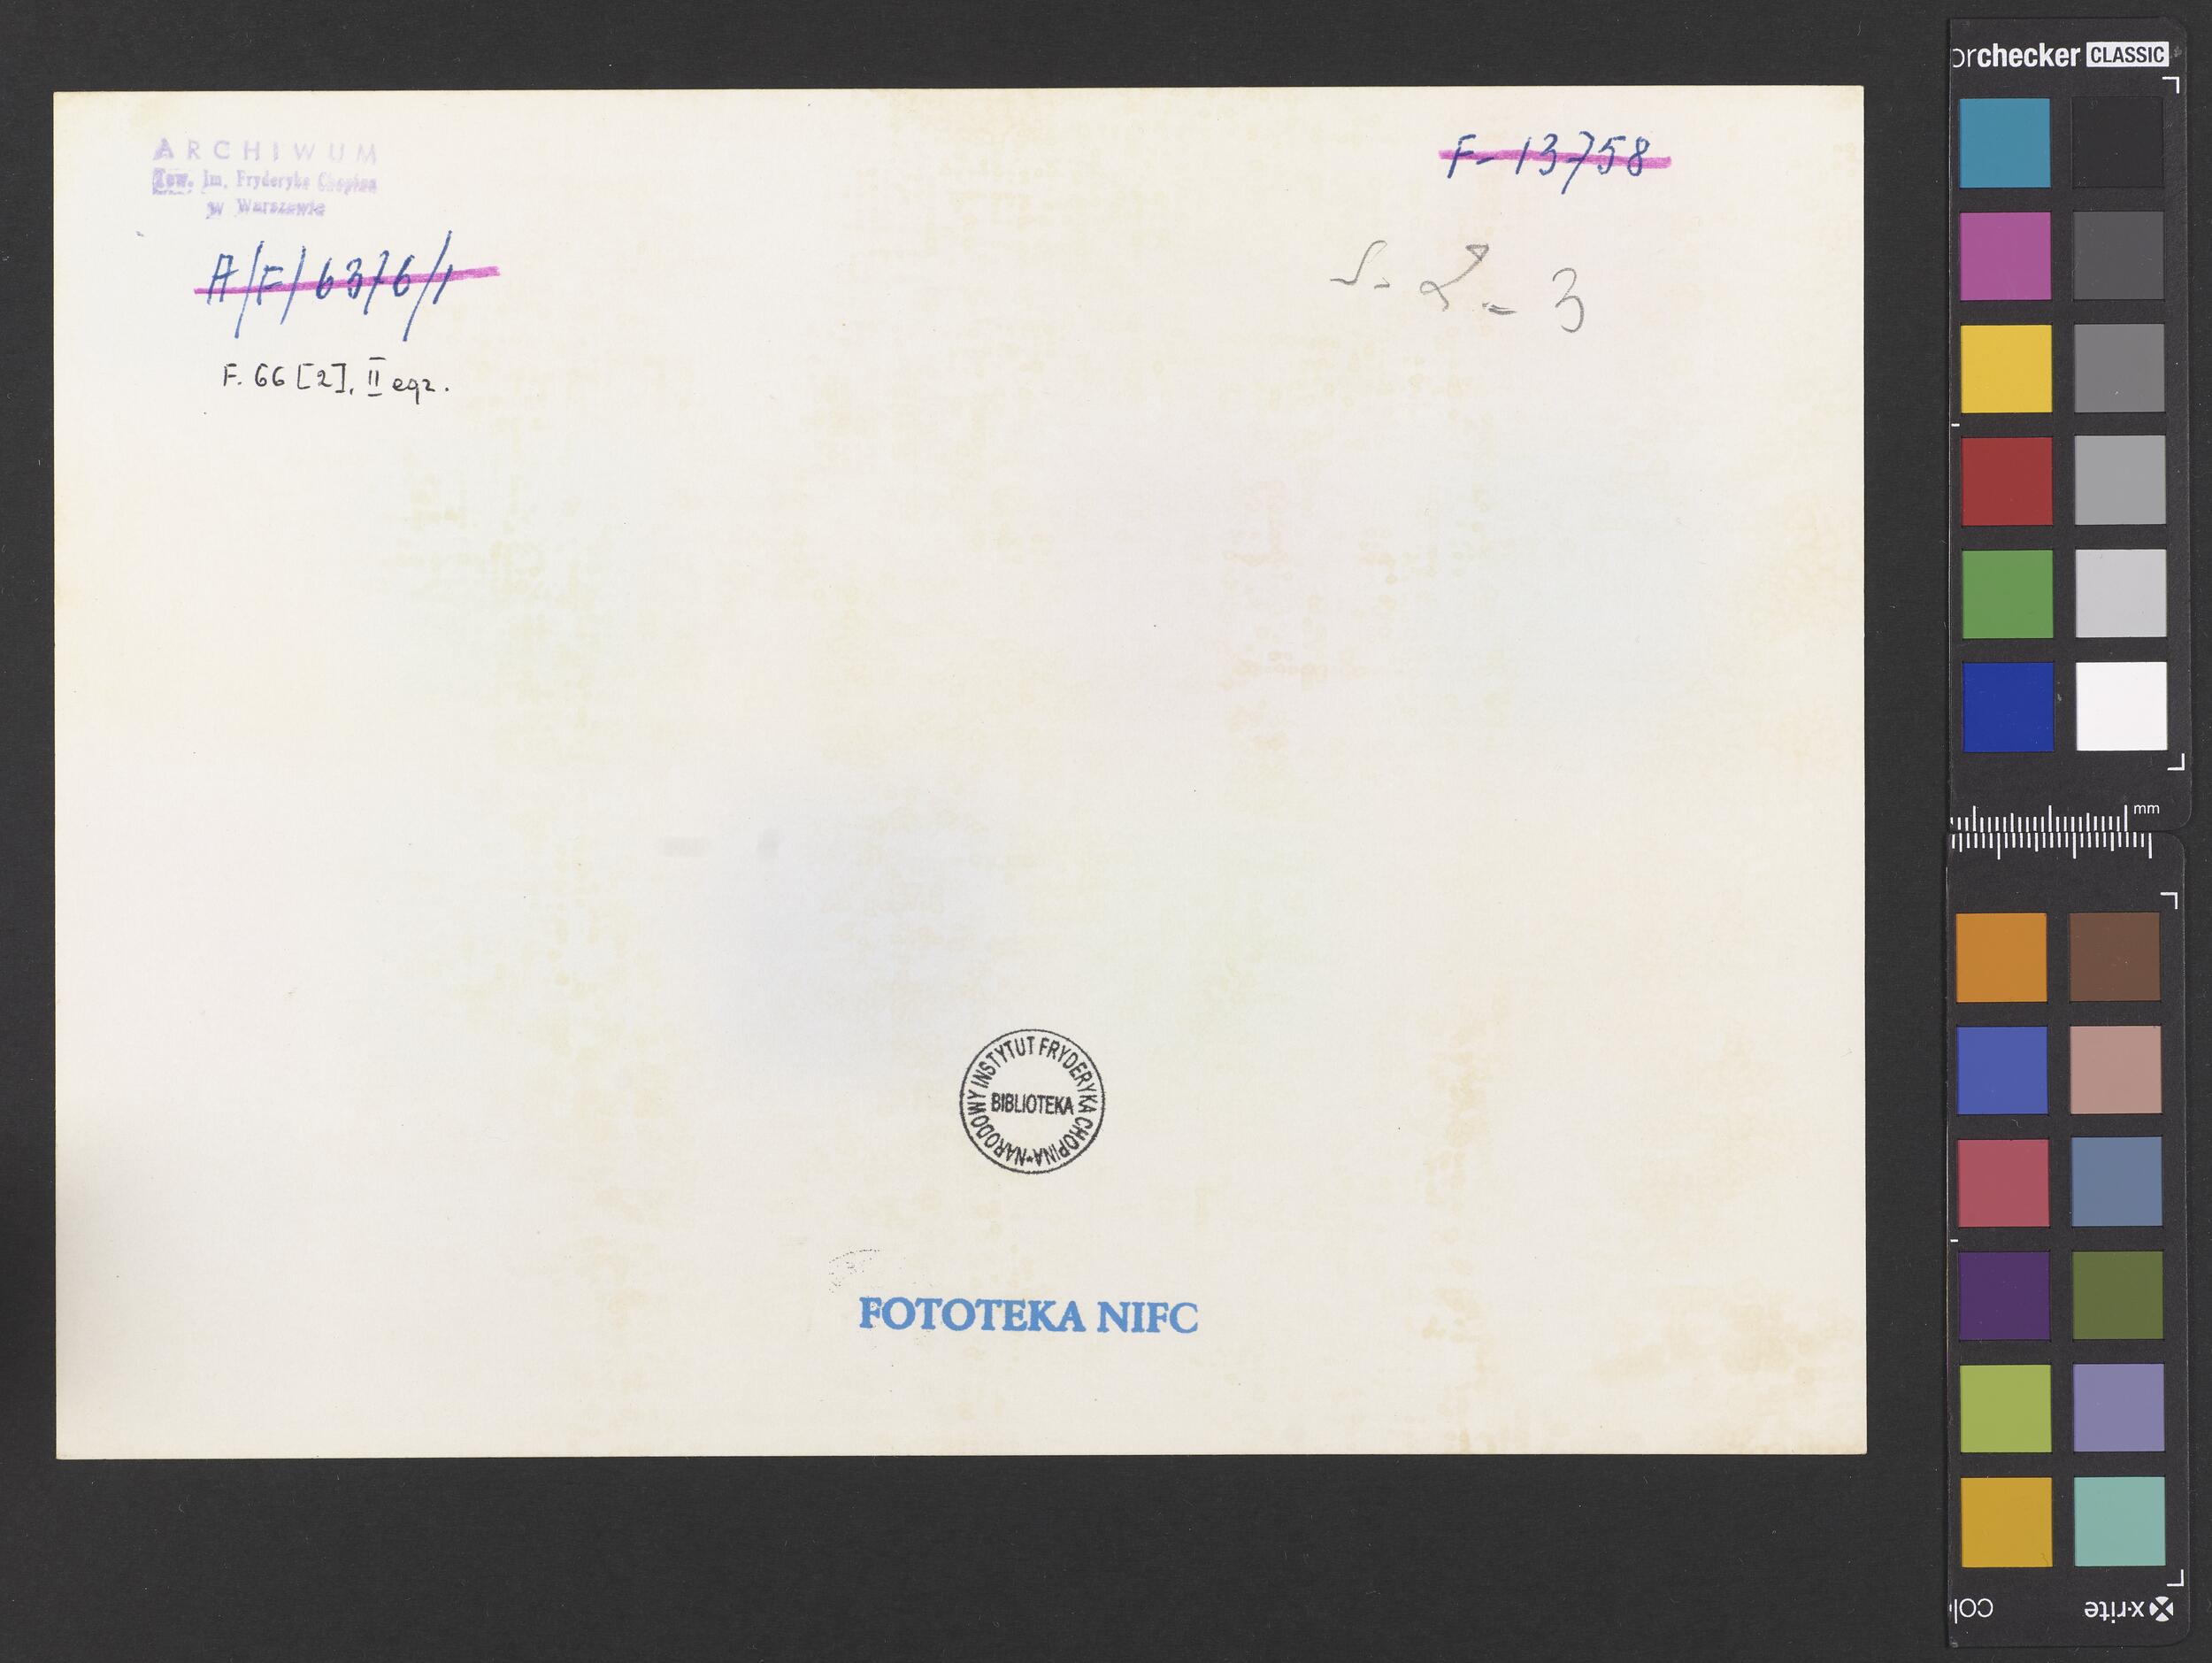 ARCHIWUM
Tow. Im. Fryderyka Chopina
w Warszawie
A/F/6376/1
F. 66 [2], II egz.
F-13758
S- 2- 3
NARODOWY INSTYTUT FRYDERYKA CHOPINA
BIBLIOTEKA
FOTOTEKA NIFC
orchecker CLASSIC
mm
x-rite
col